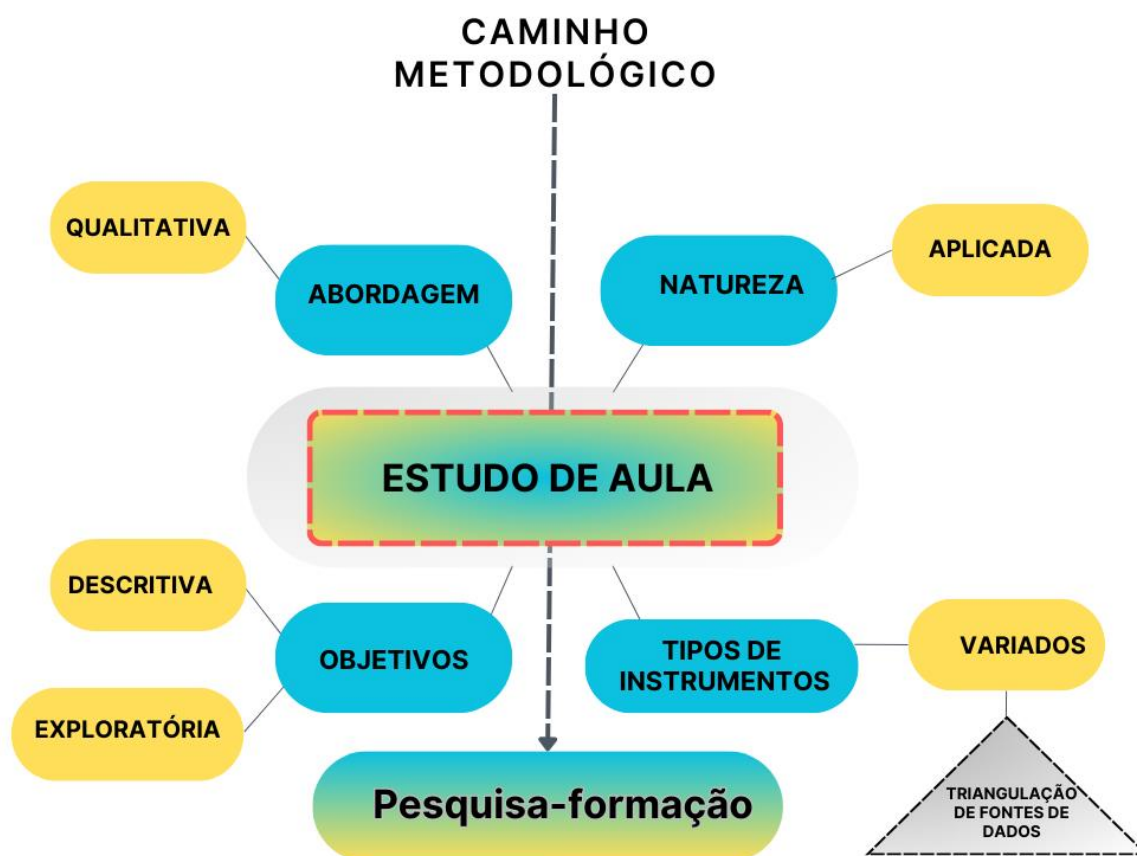 CAMINHO
METODOLÓGICO
QUALITATIVA
ABORDAGEM
NATUREZA
APLICADA
ESTUDO DE AULA
DESCRITIVA
OBJETIVOS
EXPLORATÓRIA
TIPOS DE
INSTRUMENTOS
VARIADOS
TRIANGULAÇÃO
DE FONTES DE
DADOS
Pesquisa-formação